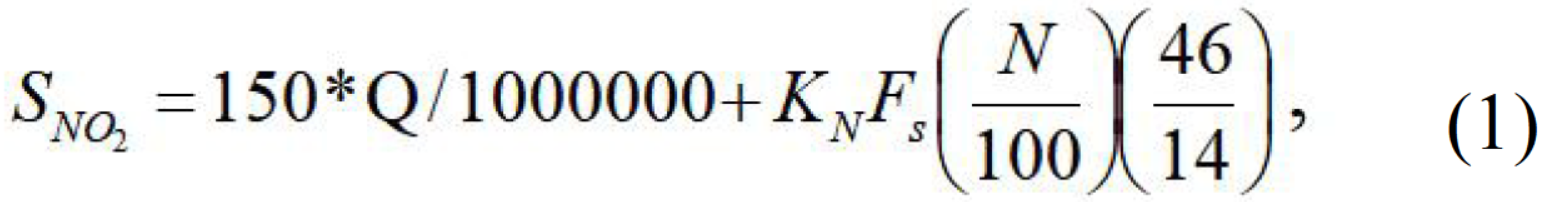 S_{NO_2} = 150*Q/1000000+ K_N F_s (N/100)(46/14), (1)